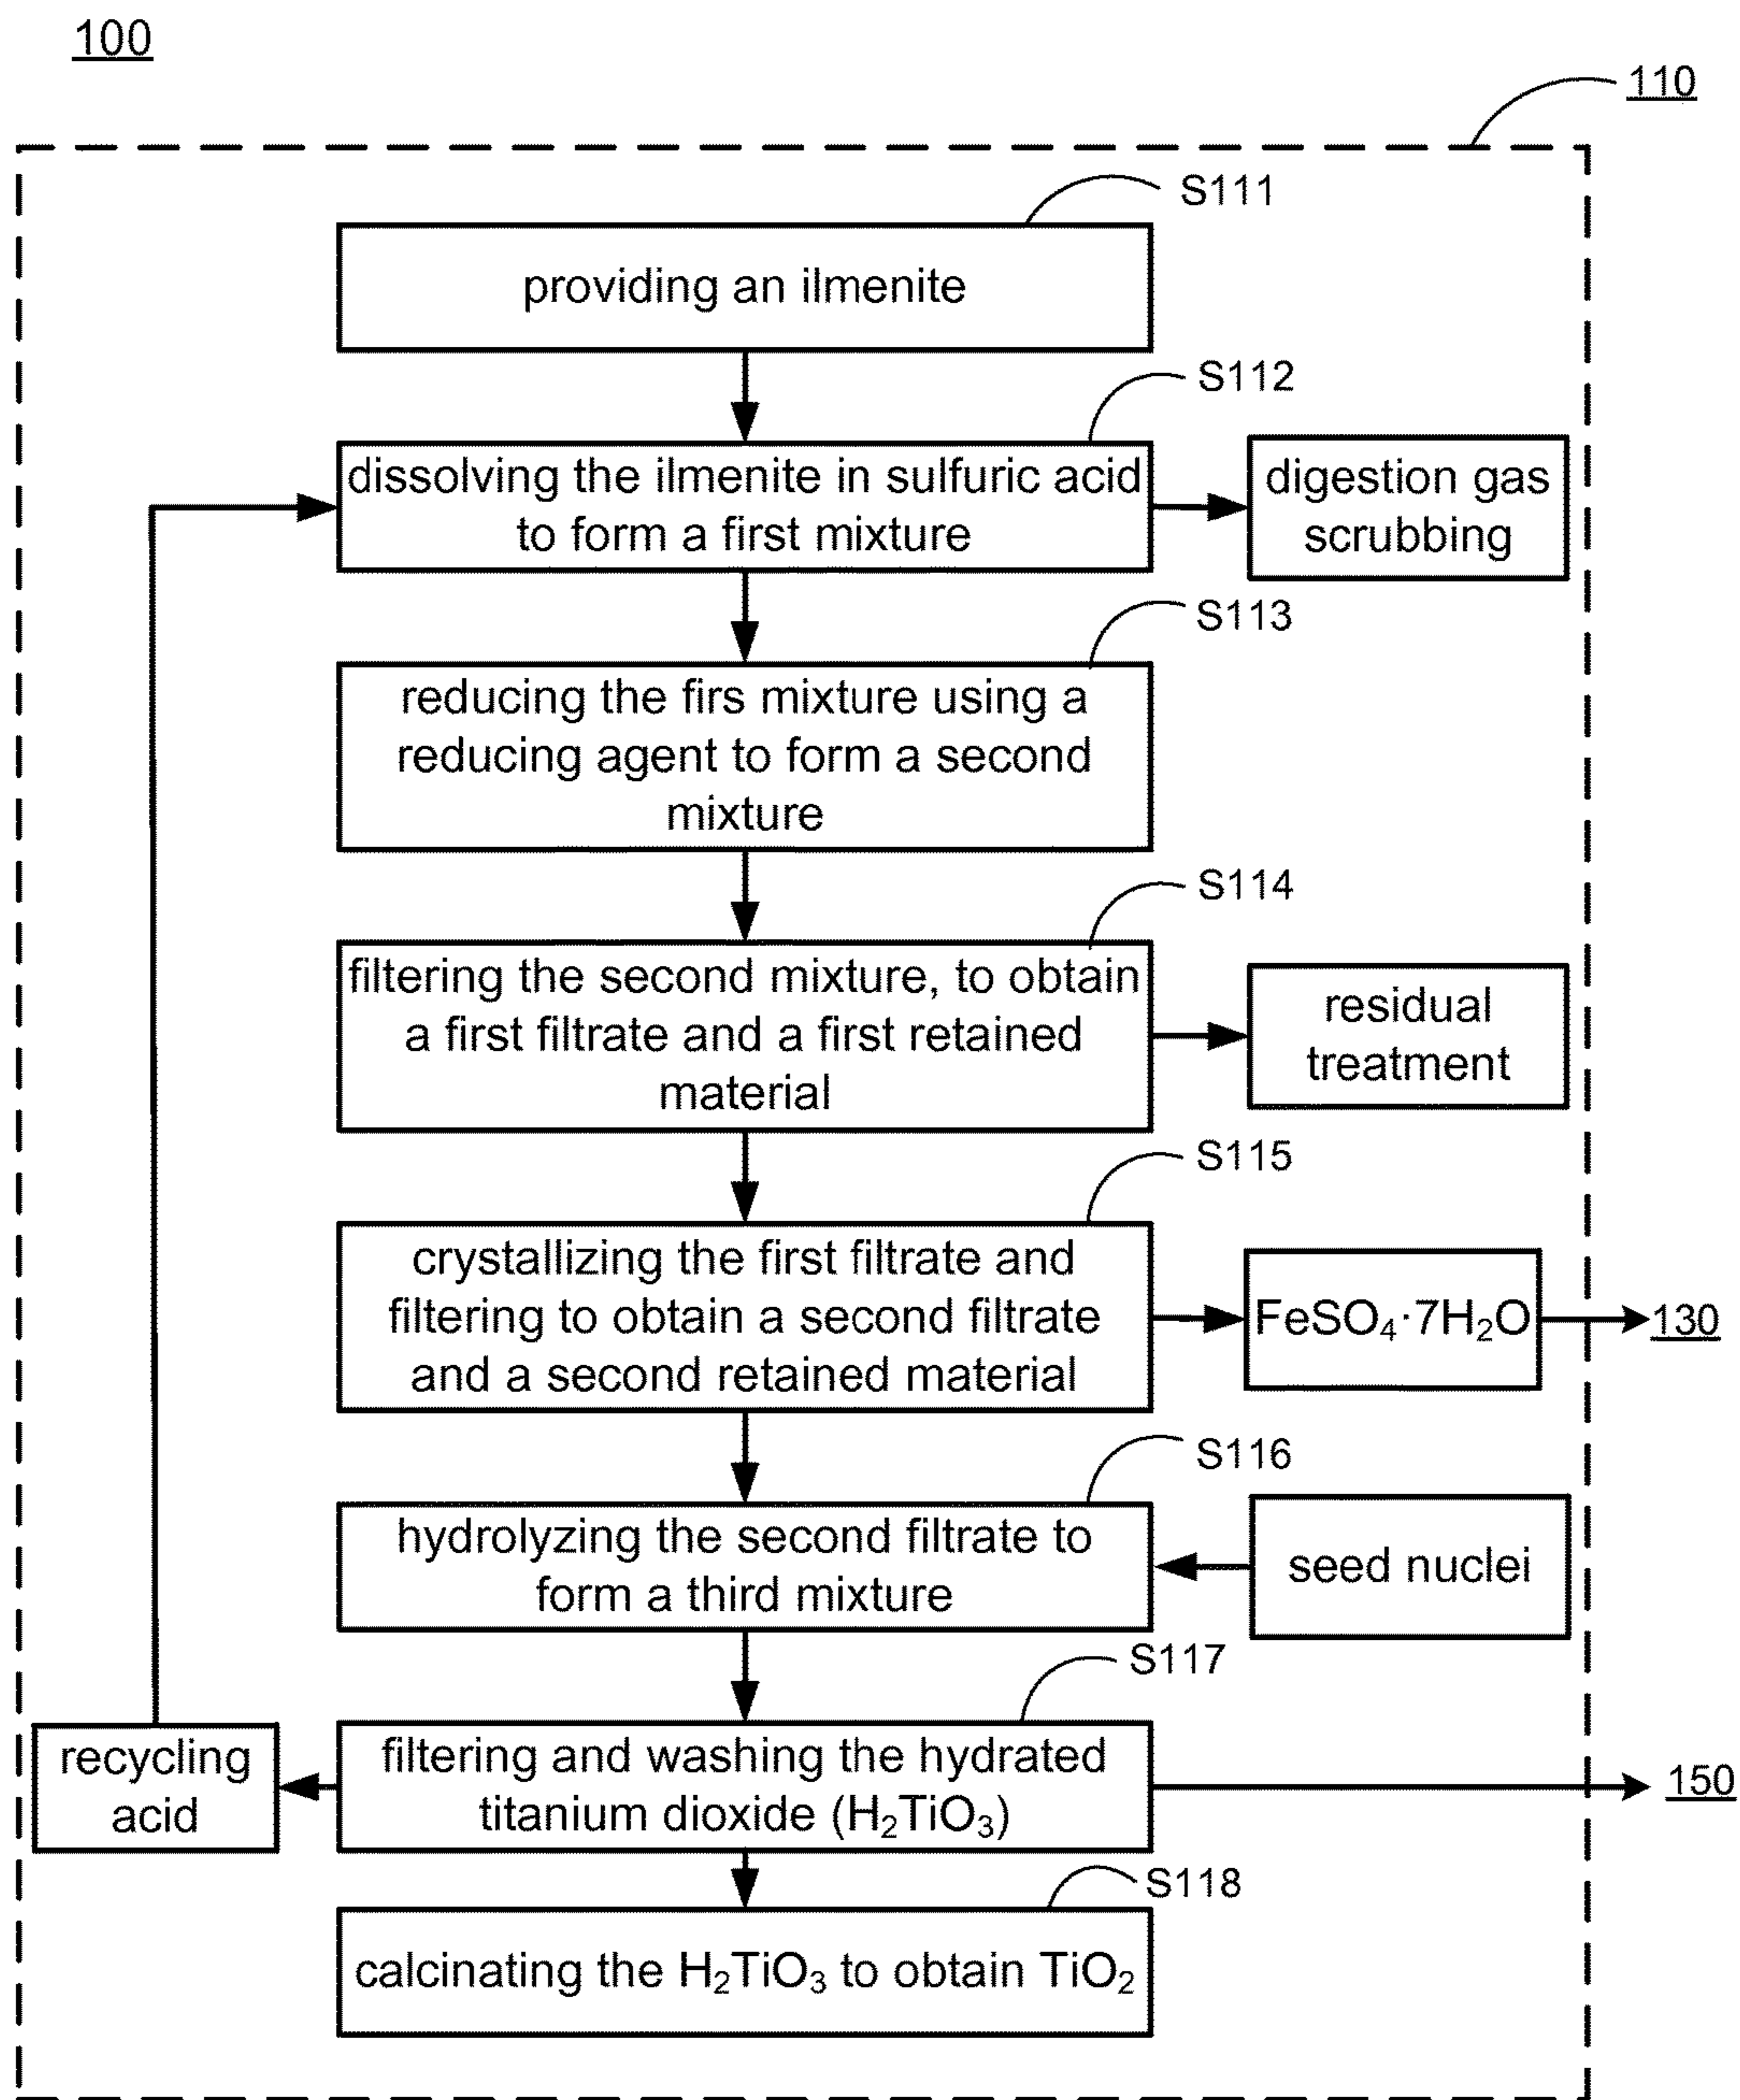 100
110
S111
providing an ilmenite
S112
dissolving the ilmenite in sulfuric acid
to form a first mixture
digestion gas
scrubbing
S113
reducing the firs mixture using a
reducing agent to form a second
mixture
S114
filtering the second mixture, to obtain
a first filtrate and a first retained
material
residual
treatment
S115
crystallizing the first filtrate and
filtering to obtain a second filtrate
and a second retained material
FeSO₄·7H₂O
130
S116
hydrolyzing the second filtrate to
form a third mixture
seed nuclei
S117
recycling
acid
filtering and washing the hydrated
titanium dioxide (H₂TiO₃)
150
S118
calcinating the H₂TiO₃ to obtain TiO₂